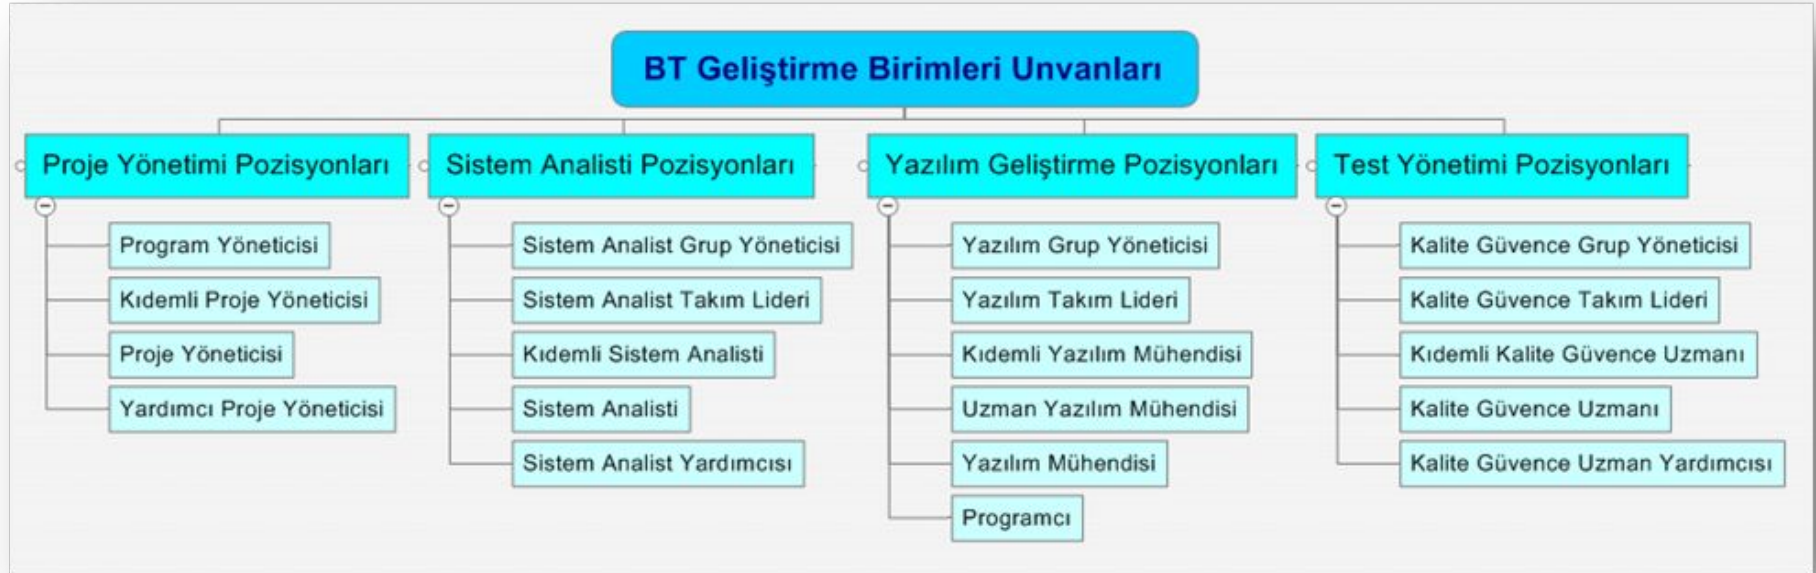 BT Geliştirme Birimleri Unvanları
Proje Yönetimi Pozisyonları
Program Yöneticisi
Kıdemli Proje Yöneticisi
Proje Yöneticisi
Yardımcı Proje Yöneticisi
Sistem Analisti Pozisyonları
Sistem Analist Grup Yöneticisi
Sistem Analist Takım Lideri
Kıdemli Sistem Analisti
Sistem Analisti
Sistem Analist Yardımcısı
Yazılım Geliştirme Pozisyonları
Yazılım Grup Yöneticisi
Yazılım Takım Lideri
Kıdemli Yazılım Mühendisi
Uzman Yazılım Mühendisi
Yazılım Mühendisi
Programcı
Test Yönetimi Pozisyonları
Kalite Güvence Grup Yöneticisi
Kalite Güvence Takım Lideri
Kıdemli Kalite Güvence Uzmanı
Kalite Güvence Uzmanı
Kalite Güvence Uzman Yardımcısı